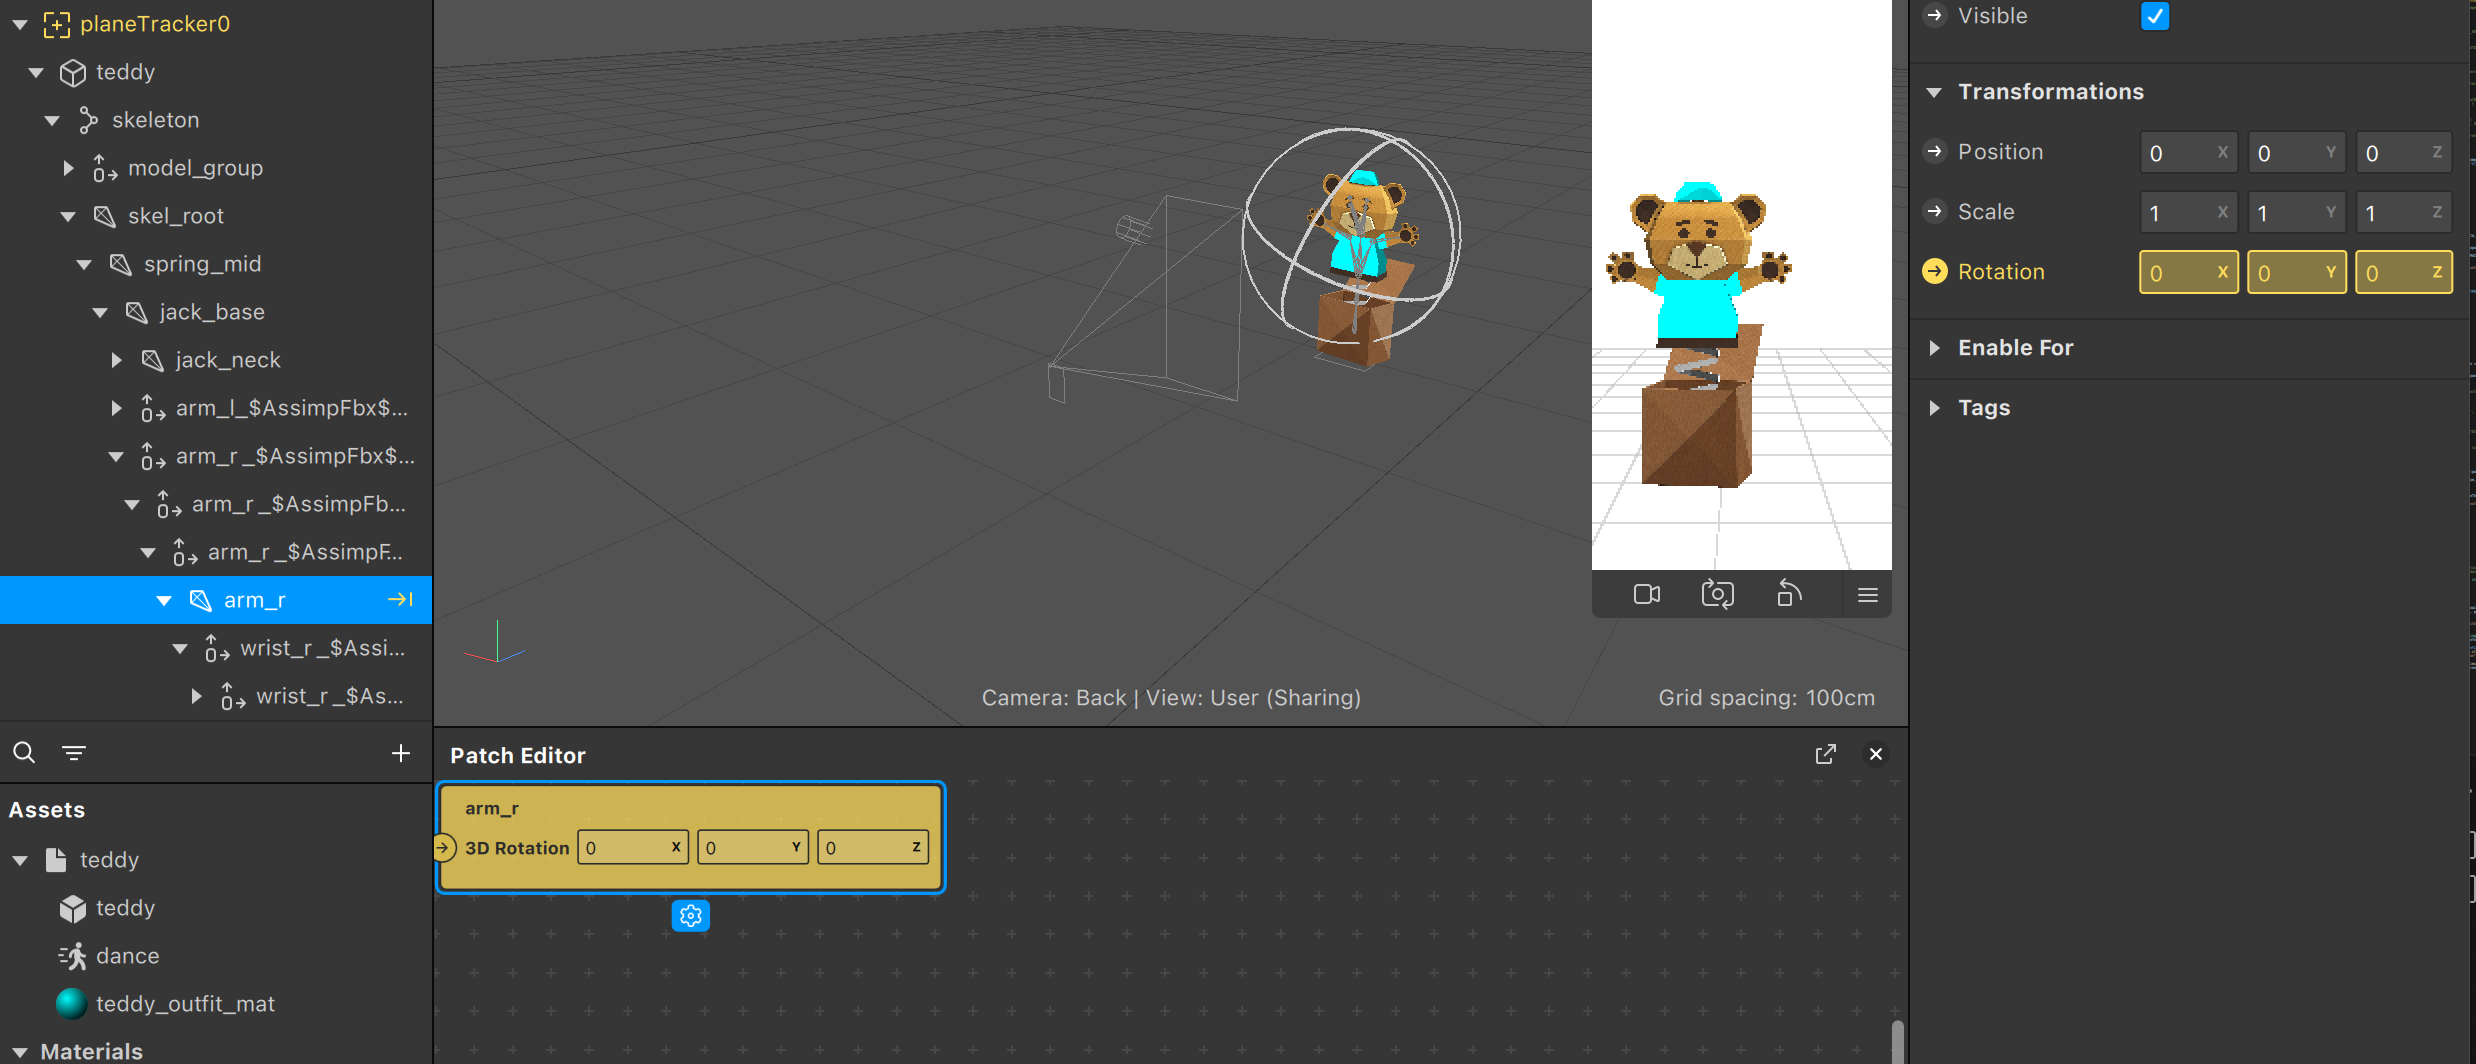 planeTracker0
teddy
skeleton
model_group
skel_root
spring_mid
jack_base
jack_neck
arm_l_$AssimpFbx$...
arm_r_$AssimpFbx$...
arm_r_$AssimpFb...
arm_r_$AssimpF...
arm_r
wrist_r_$Assi...
wrist_r_$As...
Assets
teddy
teddy
dance
teddy_outfit_mat
Materials
Camera: Back | View: User (Sharing)
Grid spacing: 100cm
Patch Editor
arm_r
3D Rotation 0 X 0 Y 0 Z
Visible
Transformations
Position 0 X 0 Y 0 Z
Scale 1 X 1 Y 1 Z
Rotation 0 X 0 Y 0 Z
Enable For
Tags